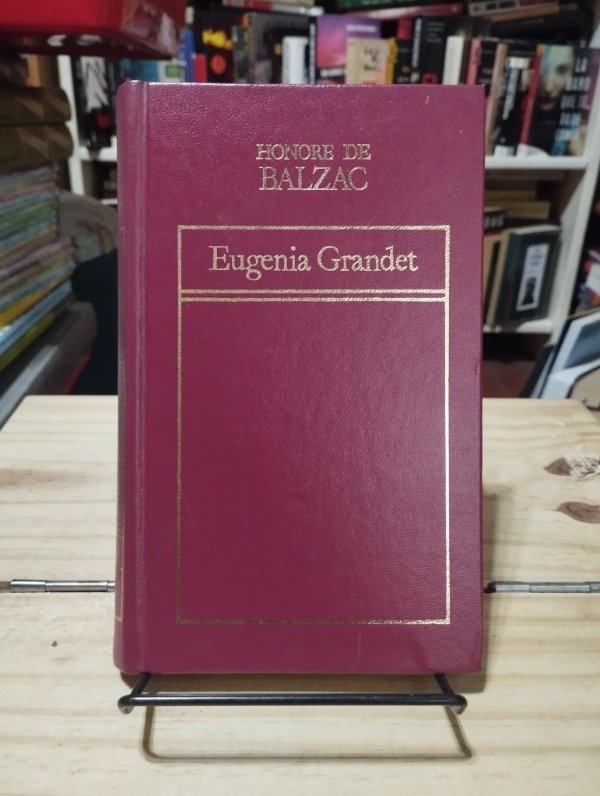 HONORE DE
BALZAC
Eugenia Grandet